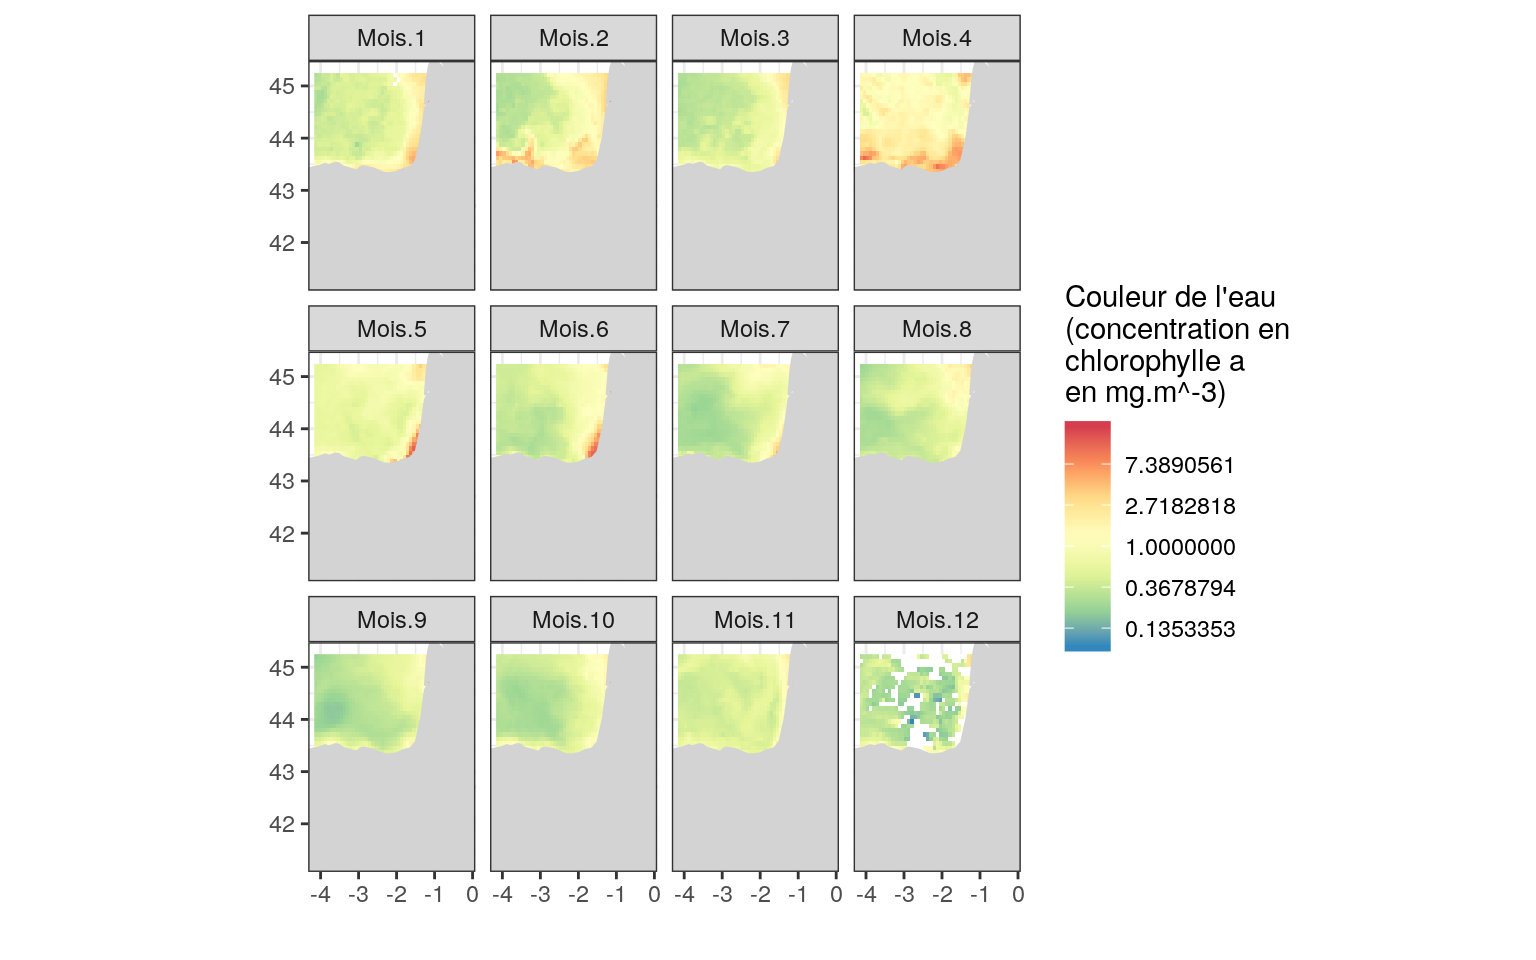 Mois.1 Mois.2 Mois.3 Mois.4
45
44
43
42
Mois.5 Mois.6 Mois.7 Mois.8
45
44
43
42
Mois.9 Mois.10 Mois.11 Mois.12
45
44
43
42
-4 -3 -2 -1 0 -4 -3 -2 -1 0 -4 -3 -2 -1 0 -4 -3 -2 -1 0
Couleur de l'eau
(concentration en
chlorophylle a
en mg.m^-3)
7.3890561
2.7182818
1.0000000
0.3678794
0.1353353